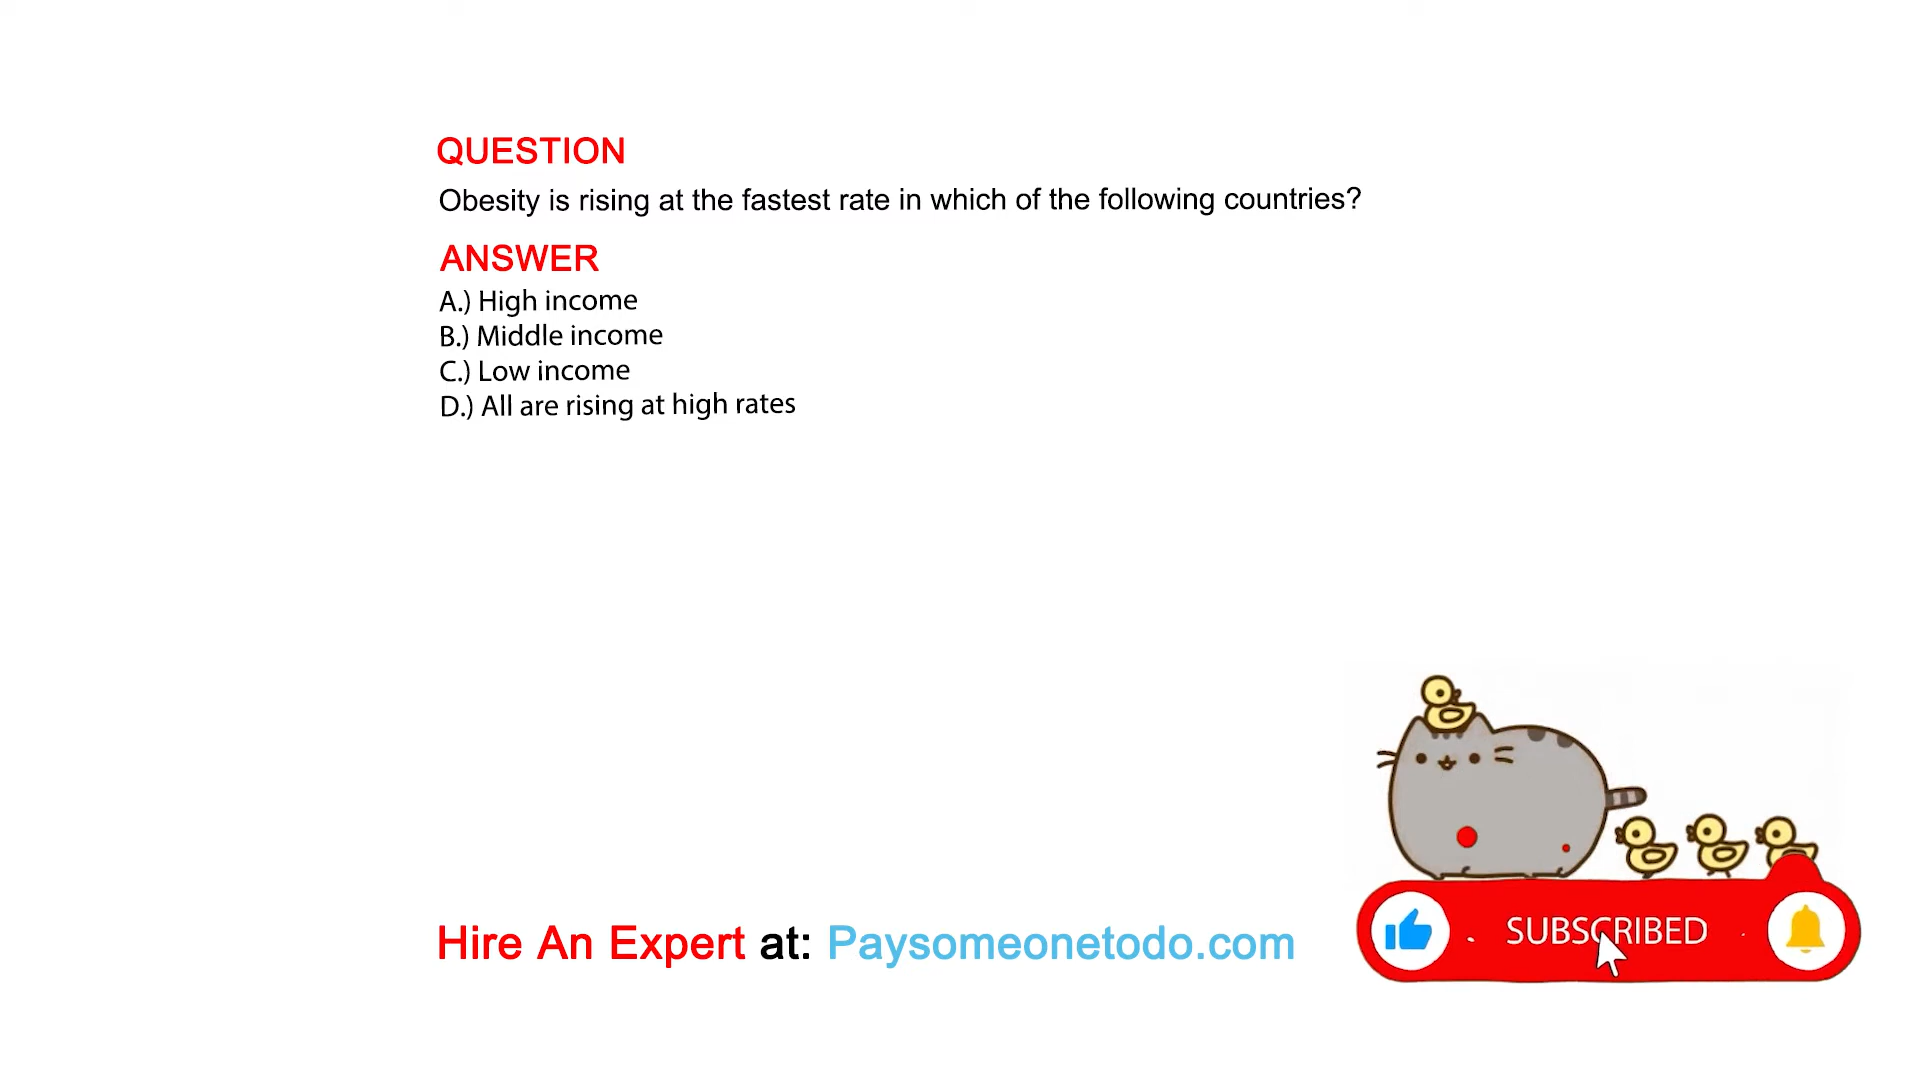 QUESTION
Obesity is rising at the fastest rate in which of the following countries?
ANSWER
A.) High income
B.) Middle income
C.) Low income
D.) All are rising at high rates
Hire An Expert at: Paysomeonetodo.com
SUBSCRIBED